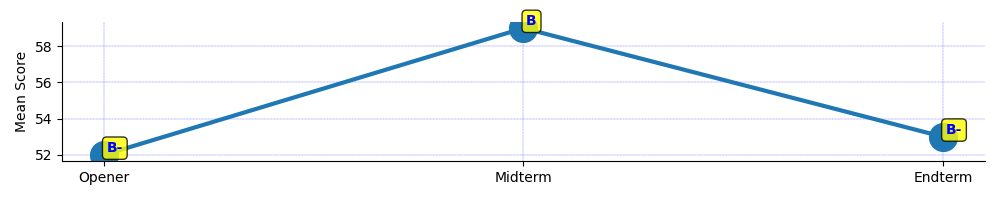 Mean Score
58
56
54
52
B-
B
B-
Opener
Midterm
Endterm